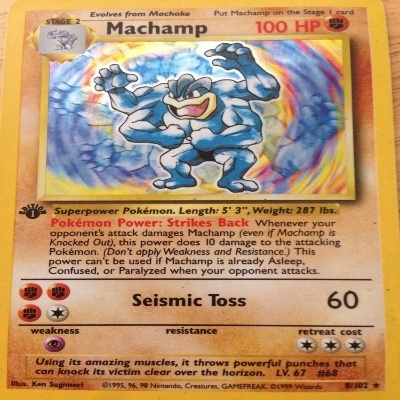 STAGE 2 Evolves from Machoke Put Machamp on the Stage 1 card
Machamp 100 HP
1
Superpower Pokémon. Length: 5' 3", Weight: 287 lbs.
Pokémon Power: Strikes Back Whenever your
opponent's attack damages Machamp (even if Machamp is
Knocked Out), this power does 10 damage to the attacking
Pokémon. (Don't apply Weakness and Resistance.) This
power can't be used if Machamp is already Asleep,
Confused, or Paralyzed when your opponent attacks.
Seismic Toss 60
weakness resistance retreat cost
Using its amazing muscles, it throws powerful punches that
can knock its victim clear over the horizon. LV. 67 #68
Illus. Ken Sugimori ©1995, 96, 98 Nintendo, Creatures, GAMEFREAK. ©1999 Wizards. 8/102